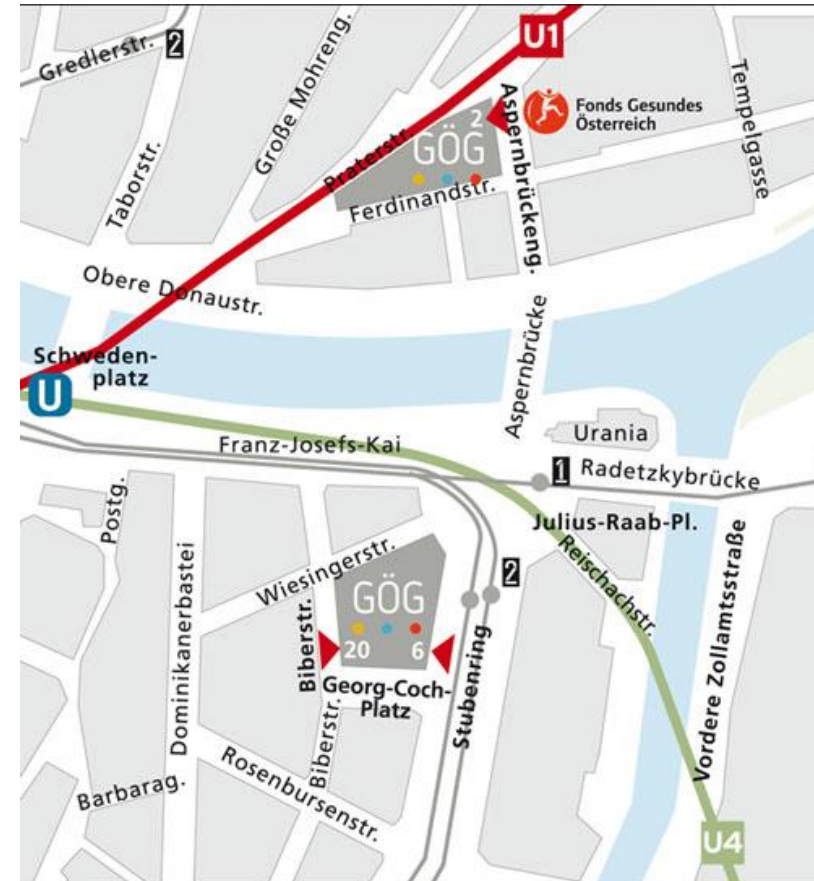 U1
Gredlerstr.
2
Große Mohreng.
Taborstr.
Praterstr.
2
GÖG
Aspernbrückeng.
Fonds Gesundes
Österreich
Tempelgasse
Ferdinandstr.
Obere Donaustr.
Schweden-
platz
U
Aspernbrücke
Urania
Franz-Josefs-Kai
1
Radetzkybrücke
Postg.
Julius-Raab-Pl.
Dominikanerbastei
Wiesingerstr.
GÖG
20
6
Biberstr.
2
Reischachstr.
Stubenring
Vordere Zollamtsstraße
Georg-Coch-
Platz
Biberstr.
Rosenbursenstr.
Barbarag.
U4